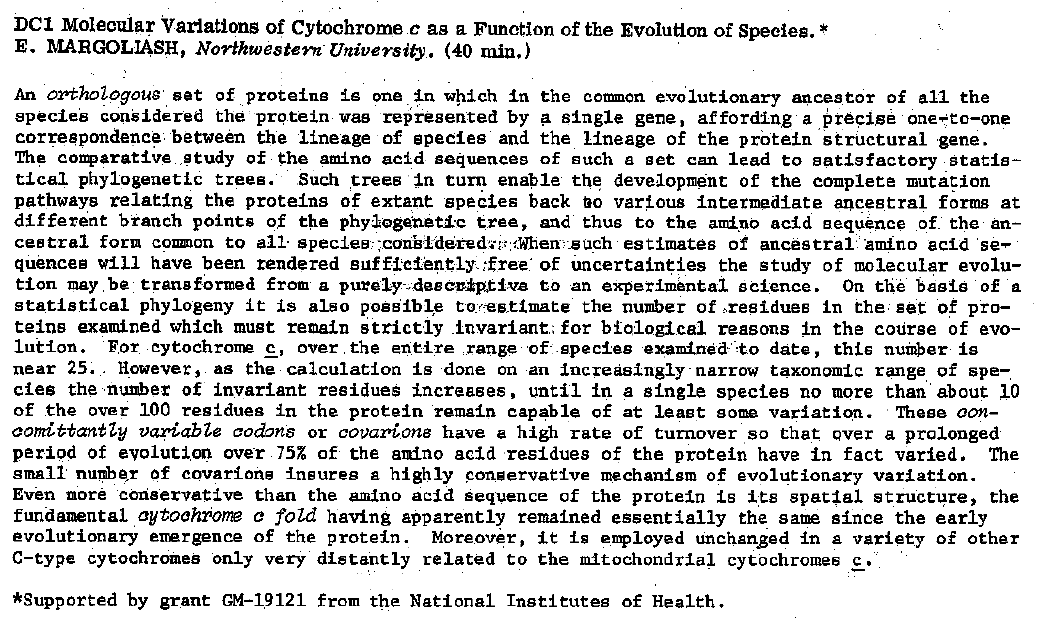 DC1 Molecular Variations of Cytochrome c as a Function of the Evolution of Species.*
E. MARGOLIASH, Northwestern University. (40 min.)
An orthologous set of proteins is one in which in the common evolutionary ancestor of all the
species considered the protein was represented by a single gene, affording a precise one-to-one
correspondence between the lineage of species and the lineage of the protein structural gene.
The comparative study of the amino acid sequences of such a set can lead to satisfactory statis-
tical phylogenetic trees. Such trees in turn enable the development of the complete mutation
pathways relating the proteins of extant species back to various intermediate ancestral forms at
different branch points of the phylogenetic tree, and thus to the amino acid sequence of the an-
cestral form common to all species considered. When such estimates of ancestral amino acid se-
quences will have been rendered sufficiently free of uncertainties the study of molecular evolu-
tion may be transformed from a purely descriptive to an experimental science. On the basis of a
statistical phylogeny it is also possible to estimate the number of residues in the set of pro-
teins examined which must remain strictly invariant for biological reasons in the course of evo-
lution. For cytochrome c, over the entire range of species examined to date, this number is
near 25. However, as the calculation is done on an increasingly narrow taxonomic range of spe-
cies the number of invariant residues increases, until in a single species no more than about 10
of the over 100 residues in the protein remain capable of at least some variation. These con-
comittantly variable codons or covarions have a high rate of turnover so that over a prolonged
period of evolution over 75% of the amino acid residues of the protein have in fact varied. The
small number of covarions insures a highly conservative mechanism of evolutionary variation.
Even more conservative than the amino acid sequence of the protein is its spatial structure, the
fundamental cytochrome c fold having apparently remained essentially the same since the early
evolutionary emergence of the protein. Moreover, it is employed unchanged in a variety of other
C-type cytochromes only very distantly related to the mitochondrial cytochromes c.
*Supported by grant GM-19121 from the National Institutes of Health.